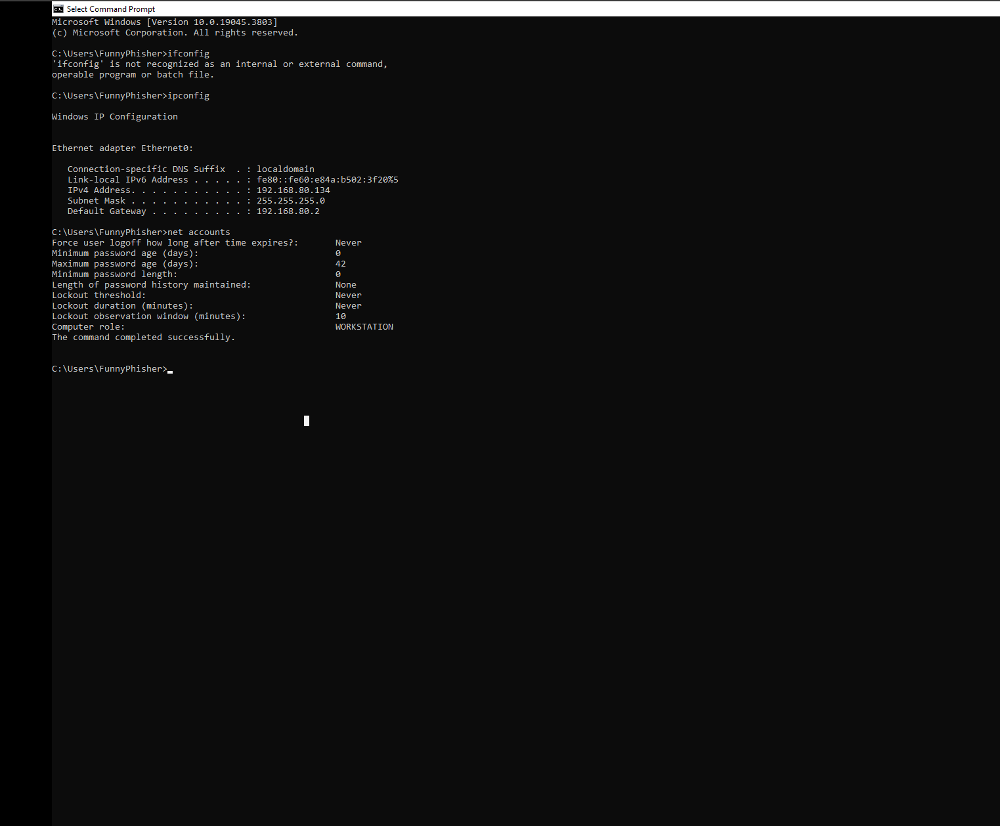 Select Command Prompt
Microsoft Windows [Version 10.0.19045.3803]
(c) Microsoft Corporation. All rights reserved.
C:\Users\FunnyPhisher>ifconfig
'ifconfig' is not recognized as an internal or external command,
operable program or batch file.
C:\Users\FunnyPhisher>ipconfig
Windows IP Configuration
Ethernet adapter Ethernet0:
   Connection-specific DNS Suffix  . : localdomain
   Link-local IPv6 Address . . . . . : fe80::fe60:e84a:b502:3f20%5
   IPv4 Address. . . . . . . . . . . : 192.168.80.134
   Subnet Mask . . . . . . . . . . . : 255.255.255.0
   Default Gateway . . . . . . . . . : 192.168.80.2
C:\Users\FunnyPhisher>net accounts
Force user logoff how long after time expires?:       Never
Minimum password age (days):                          0
Maximum password age (days):                          42
Minimum password length:                              0
Length of password history maintained:                None
Lockout threshold:                                    Never
Lockout duration (minutes):                           Never
Lockout observation window (minutes):                 10
Computer role:                                        WORKSTATION
The command completed successfully.
C:\Users\FunnyPhisher>